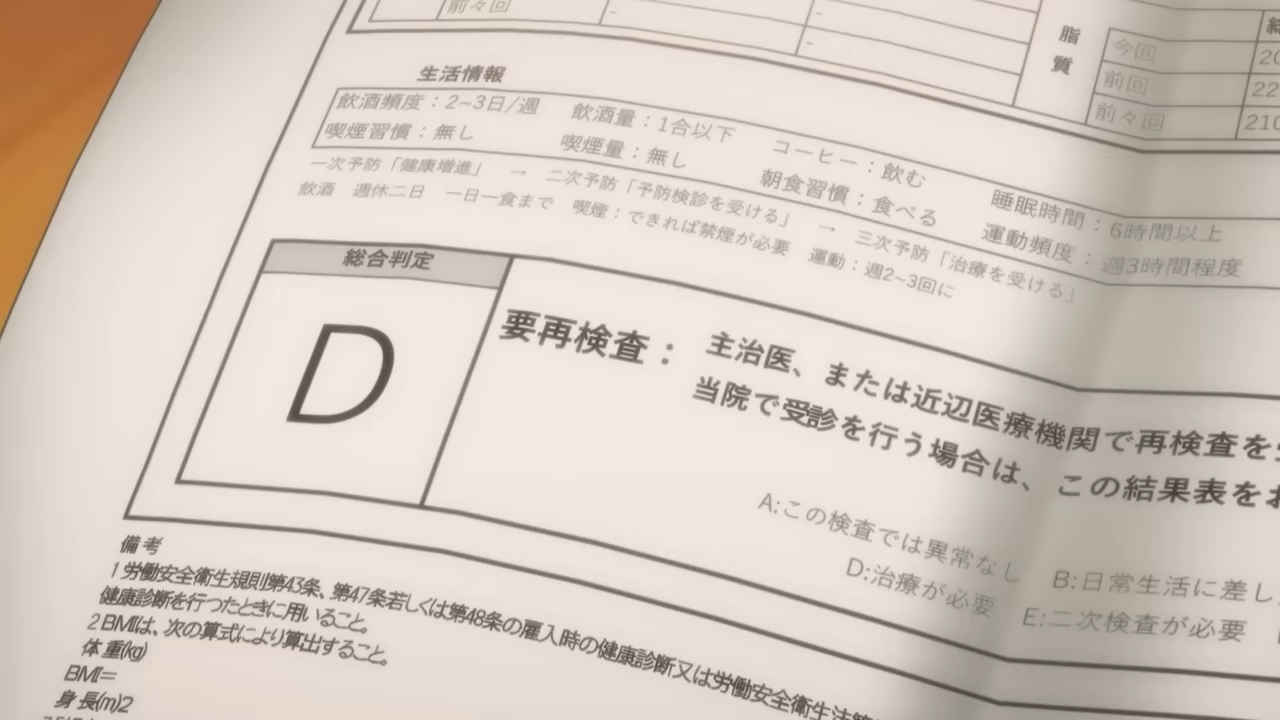 前々回 - -
-
脂質
今回 20
前回 22
前々回 210
生活情報
飲酒頻度：2~3日/週 飲酒量：1合以下 コーヒー：飲む 睡眠時間：6時間以上
喫煙習慣：無し 喫煙量：無し 朝食習慣：食べる 運動頻度：週3時間程度
一次予防「健康増進」 → 二次予防「予防検診を受ける」 → 三次予防「治療を受ける」
飲酒 週休二日 一日一食まで 喫煙：できれば禁煙が必要 運動：週2~3回に
総合判定
D
要再検査： 主治医、または近辺医療機関で再検査を
当院で受診を行う場合は、この結果表を
A:この検査では異常なし B:日常生活に差し
D:治療が必要 E:二次検査が必要
備考
1 労働安全衛生規則第43条、第47条若しくは第48条の雇入時の健康診断又は労働安全衛生法第
健康診断を行つたときに用いること。
2 BMIは、次の算式により算出すること。
体 重(kg)
BMI=
身 長(m)2